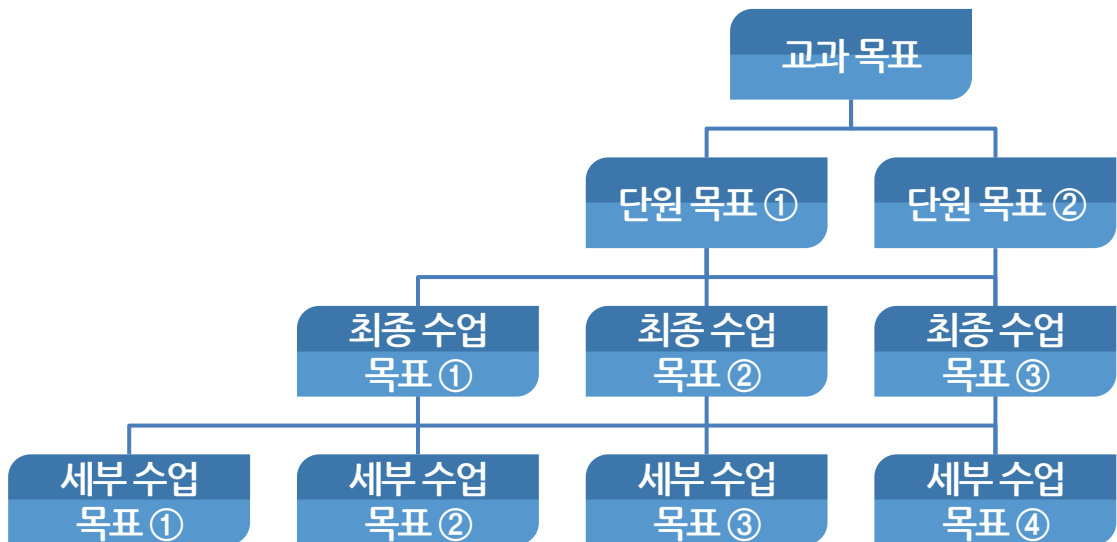 교과 목표
단원 목표 ①
단원 목표 ②
최종 수업
목표 ①
최종 수업
목표 ②
최종 수업
목표 ③
세부 수업
목표 ①
세부 수업
목표 ②
세부 수업
목표 ③
세부 수업
목표 ④